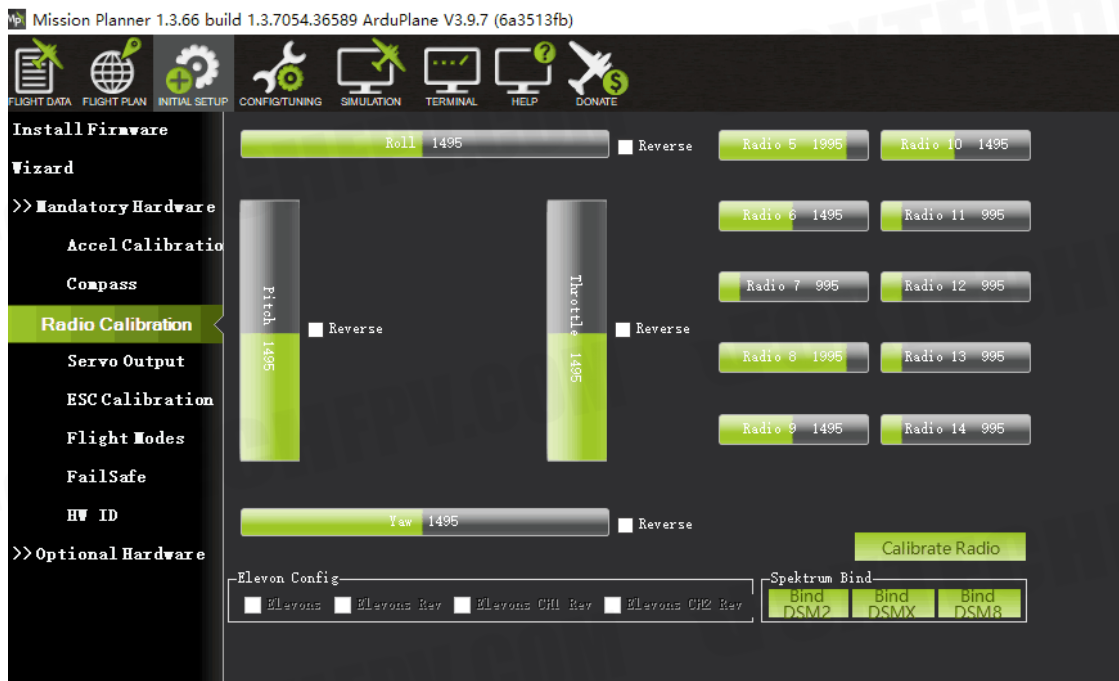 Mission Planner 1.3.66 build 1.3.7054.36589 ArduPlane V3.9.7 (6a3513fb)
FLIGHT DATA FLIGHT PLAN INITIAL SETUP CONFIG/TUNING SIMULATION TERMINAL HELP DONATE
Install Firmware
Wizard
>> Mandatory Hardware
Accel Calibratio
Compass
Radio Calibration
Servo Output
ESC Calibration
Flight Modes
FailSafe
HW ID
>> Optional Hardware
Roll 1495
Reverse
Pitch 1495
Reverse
Throttle 1495
Reverse
Yaw 1495
Reverse
Radio 5 1995
Radio 10 1495
Radio 6 1495
Radio 11 995
Radio 7 995
Radio 12 995
Radio 8 1995
Radio 13 995
Radio 9 1495
Radio 14 995
Calibrate Radio
Elevon Config
Elevons Elevons Rev Elevons CH1 Rev Elevons CH2 Rev
Spektrum Bind
Bind DSM2
Bind DSMX
Bind DSM8